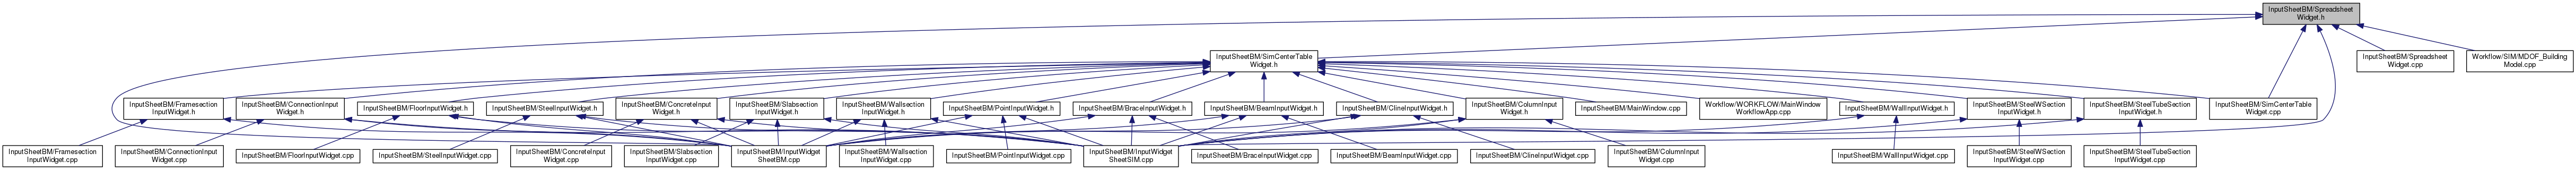 InputSheetBM/Spreadsheet
Widget.h
InputSheetBM/SimCenterTable
Widget.h
InputSheetBM/Spreadsheet
Widget.cpp
Workflow/SIM/MDOF_Building
Model.cpp
InputSheetBM/Framesection
InputWidget.h
InputSheetBM/ConnectionInput
Widget.h
InputSheetBM/FloorInputWidget.h
InputSheetBM/SteelInputWidget.h
InputSheetBM/ConcreteInput
Widget.h
InputSheetBM/Slabsection
InputWidget.h
InputSheetBM/Wallsection
InputWidget.h
InputSheetBM/PointInputWidget.h
InputSheetBM/BraceInputWidget.h
InputSheetBM/BeamInputWidget.h
InputSheetBM/ClineInputWidget.h
InputSheetBM/ColumnInput
Widget.h
InputSheetBM/MainWindow.cpp
Workflow/WORKFLOW/MainWindow
WorkflowApp.cpp
InputSheetBM/WallInputWidget.h
InputSheetBM/SteelWSection
InputWidget.h
InputSheetBM/SteelTubeSection
InputWidget.h
InputSheetBM/SimCenterTable
Widget.cpp
InputSheetBM/Framesection
InputWidget.cpp
InputSheetBM/ConnectionInput
Widget.cpp
InputSheetBM/FloorInputWidget.cpp
InputSheetBM/SteelInputWidget.cpp
InputSheetBM/ConcreteInput
Widget.cpp
InputSheetBM/Slabsection
InputWidget.cpp
InputSheetBM/InputWidget
SheetBM.cpp
InputSheetBM/Wallsection
InputWidget.cpp
InputSheetBM/PointInputWidget.cpp
InputSheetBM/InputWidget
SheetSIM.cpp
InputSheetBM/BraceInputWidget.cpp
InputSheetBM/BeamInputWidget.cpp
InputSheetBM/ClineInputWidget.cpp
InputSheetBM/ColumnInput
Widget.cpp
InputSheetBM/WallInputWidget.cpp
InputSheetBM/SteelWSection
InputWidget.cpp
InputSheetBM/SteelTubeSection
InputWidget.cpp